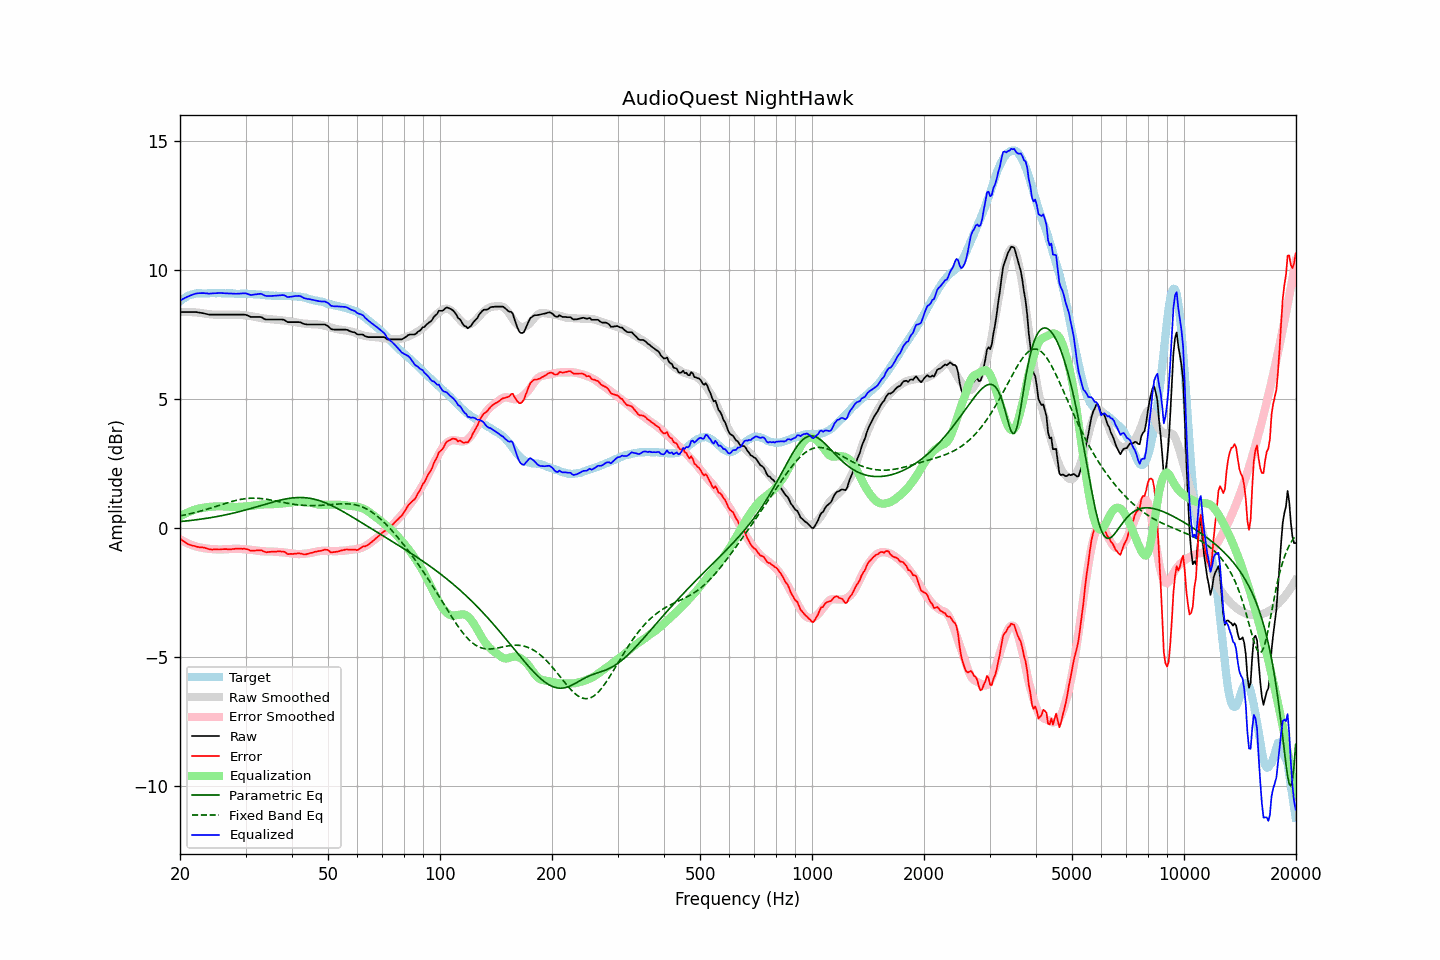 AudioQuest NightHawk
Amplitude (dBr)
15
10
5
0
−5
−10
Target
Raw Smoothed
Error Smoothed
Raw
Error
Equalization
Parametric Eq
Fixed Band Eq
Equalized
20 50 100 200 500 1000 2000 5000 10000 20000
Frequency (Hz)